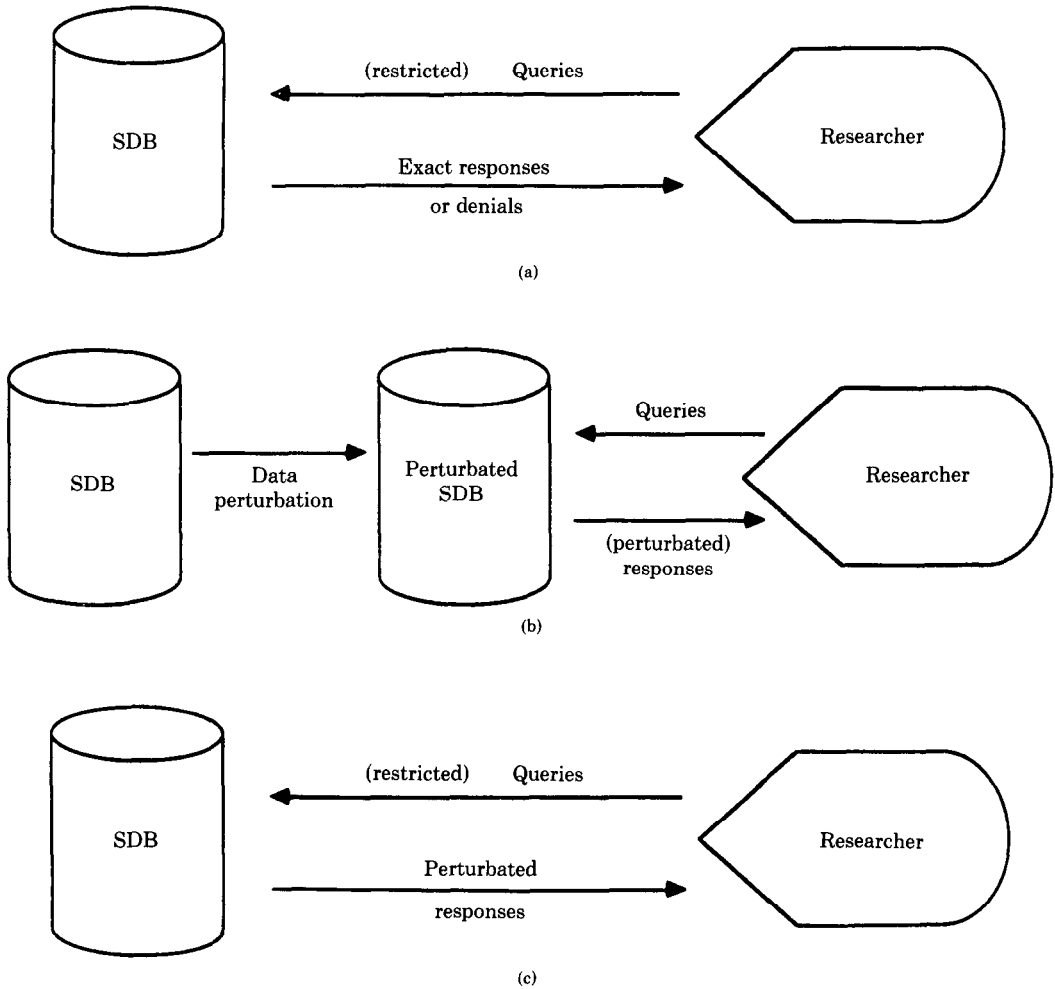 (restricted) Queries
SDB
Researcher
Exact responses
or denials
(a)
Queries
SDB
Data
perturbation
Perturbated
SDB
Researcher
(perturbated)
responses
(b)
(restricted) Queries
SDB
Researcher
Perturbated
responses
(c)